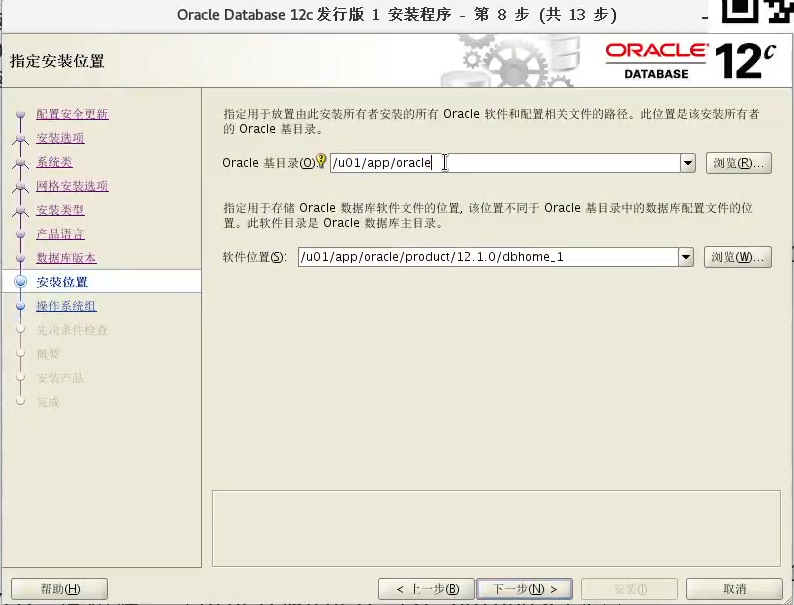 Oracle Database 12c 发行版 1 安装程序 - 第 8 步 (共 13 步)
指定安装位置
ORACLE
DATABASE 12c
配置安全更新
安装选项
系统类
网格安装选项
安装类型
产品语言
数据库版本
安装位置
操作系统组
先决条件检查
概要
安装产品
完成
指定用于放置由此安装所有者安装的所有 Oracle 软件和配置相关文件的路径。此位置是该安装所有者
的 Oracle 基目录。
Oracle 基目录(O) /u01/app/oracle 浏览(R)...
指定用于存储 Oracle 数据库软件文件的位置, 该位置不同于 Oracle 基目录中的数据库配置文件的位
置。此软件目录是 Oracle 数据库主目录。
软件位置(S): /u01/app/oracle/product/12.1.0/dbhome_1 浏览(W)...
帮助(H) < 上一步(B) 下一步(N) > 安装(I) 取消